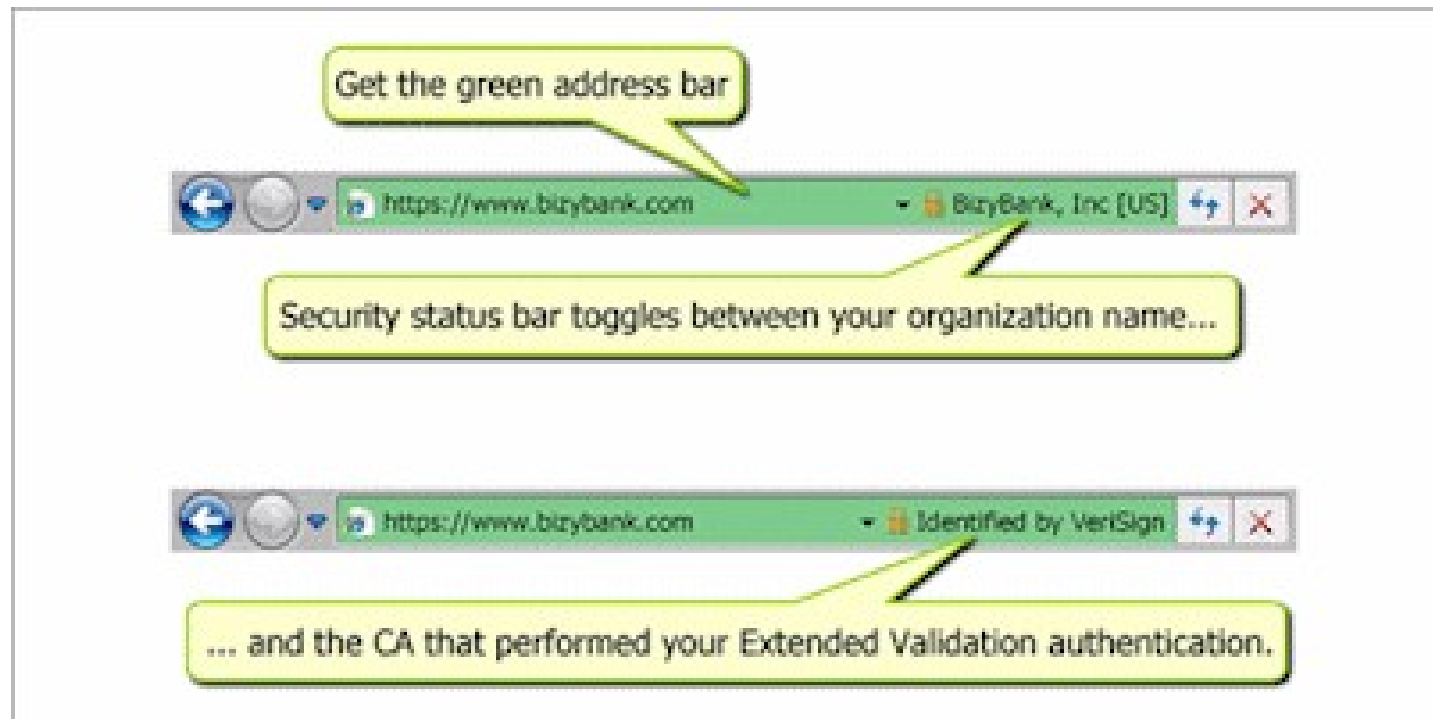 Get the green address bar
https://www.bizybank.com BizyBank, Inc [US]
Security status bar toggles between your organization name...
https://www.bizybank.com Identified by VeriSign
... and the CA that performed your Extended Validation authentication.